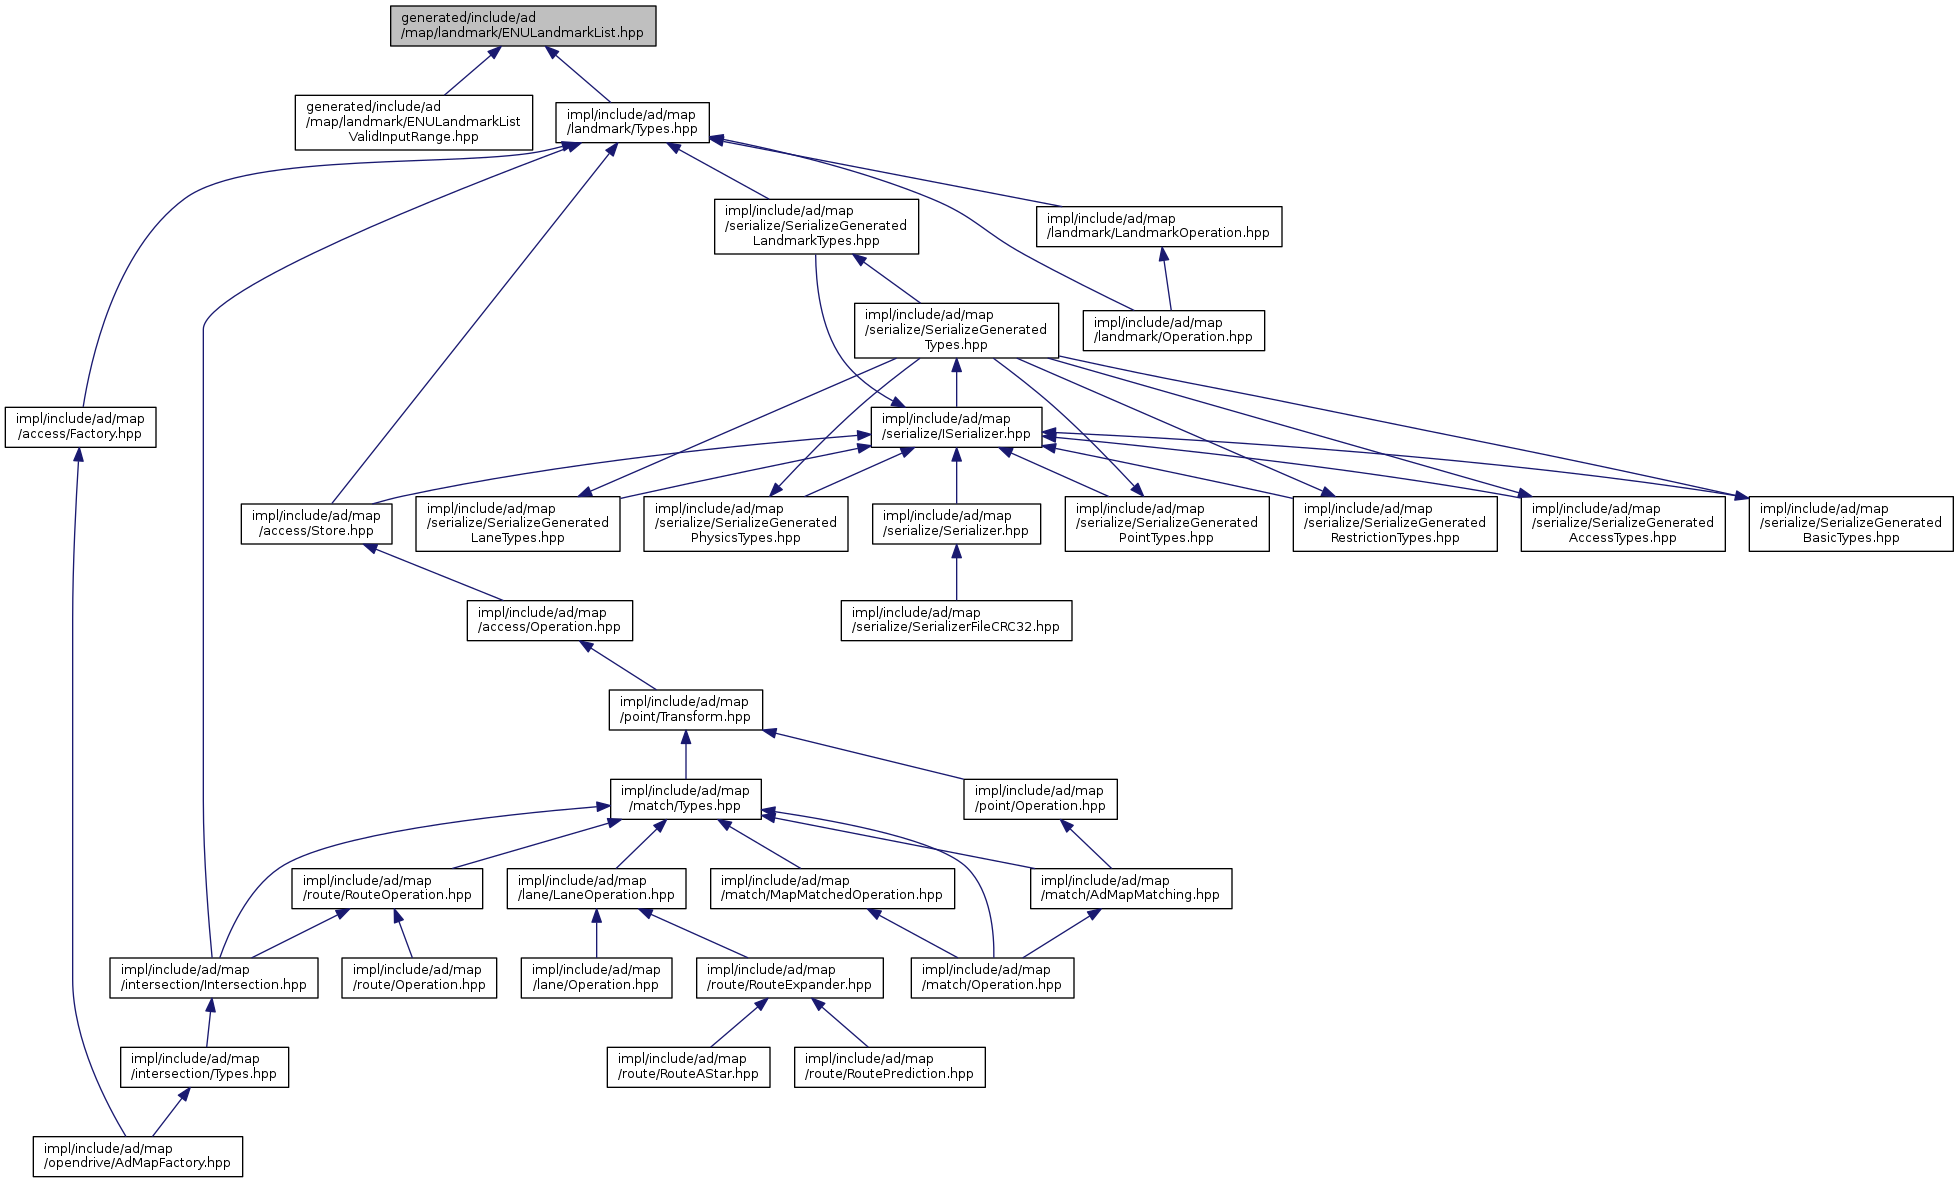 generated/include/ad
/map/landmark/ENULandmarkList.hpp
generated/include/ad
/map/landmark/ENULandmarkList
ValidInputRange.hpp
impl/include/ad/map
/landmark/Types.hpp
impl/include/ad/map
/serialize/SerializeGenerated
LandmarkTypes.hpp
impl/include/ad/map
/landmark/LandmarkOperation.hpp
impl/include/ad/map
/serialize/SerializeGenerated
Types.hpp
impl/include/ad/map
/landmark/Operation.hpp
impl/include/ad/map
/access/Factory.hpp
impl/include/ad/map
/serialize/ISerializer.hpp
impl/include/ad/map
/access/Store.hpp
impl/include/ad/map
/serialize/SerializeGenerated
LaneTypes.hpp
impl/include/ad/map
/serialize/SerializeGenerated
PhysicsTypes.hpp
impl/include/ad/map
/serialize/Serializer.hpp
impl/include/ad/map
/serialize/SerializeGenerated
PointTypes.hpp
impl/include/ad/map
/serialize/SerializeGenerated
RestrictionTypes.hpp
impl/include/ad/map
/serialize/SerializeGenerated
AccessTypes.hpp
impl/include/ad/map
/serialize/SerializeGenerated
BasicTypes.hpp
impl/include/ad/map
/access/Operation.hpp
impl/include/ad/map
/serialize/SerializerFileCRC32.hpp
impl/include/ad/map
/point/Transform.hpp
impl/include/ad/map
/match/Types.hpp
impl/include/ad/map
/point/Operation.hpp
impl/include/ad/map
/route/RouteOperation.hpp
impl/include/ad/map
/lane/LaneOperation.hpp
impl/include/ad/map
/match/MapMatchedOperation.hpp
impl/include/ad/map
/match/AdMapMatching.hpp
impl/include/ad/map
/intersection/Intersection.hpp
impl/include/ad/map
/route/Operation.hpp
impl/include/ad/map
/lane/Operation.hpp
impl/include/ad/map
/route/RouteExpander.hpp
impl/include/ad/map
/match/Operation.hpp
impl/include/ad/map
/intersection/Types.hpp
impl/include/ad/map
/route/RouteAStar.hpp
impl/include/ad/map
/route/RoutePrediction.hpp
impl/include/ad/map
/opendrive/AdMapFactory.hpp